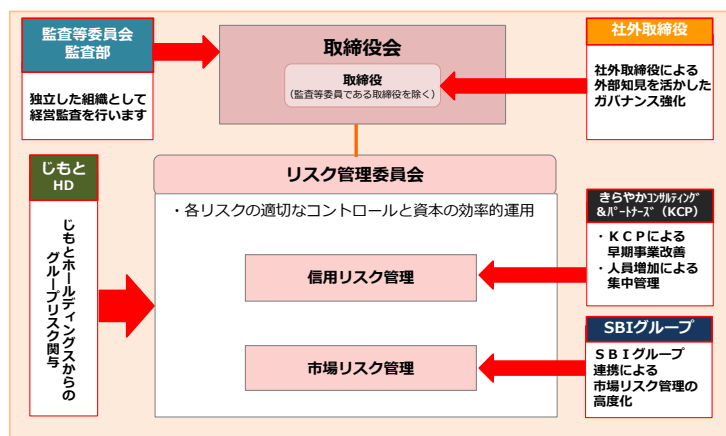 監査等委員会
監査部
独立した組織として
経営監査を行います
取締役会
取締役
(監査等委員である取締役を除く)
社外取締役
社外取締役による
外部知見を活かした
ガバナンス強化
じもと
HD
じもとホールディングスからの
グループリスク関与
リスク管理委員会
・各リスクの適切なコントロールと資本の効率的運用
信用リスク管理
市場リスク管理
きらやかｺﾝｻﾙﾃｨﾝｸﾞ
&ﾊﾟｰﾄﾅｰｽﾞ(KCP)
・ＫＣＰによる
早期事業改善
・人員増加による
集中管理
SBIグループ
ＳＢＩグループ
連携による
市場リスク管理の
高度化